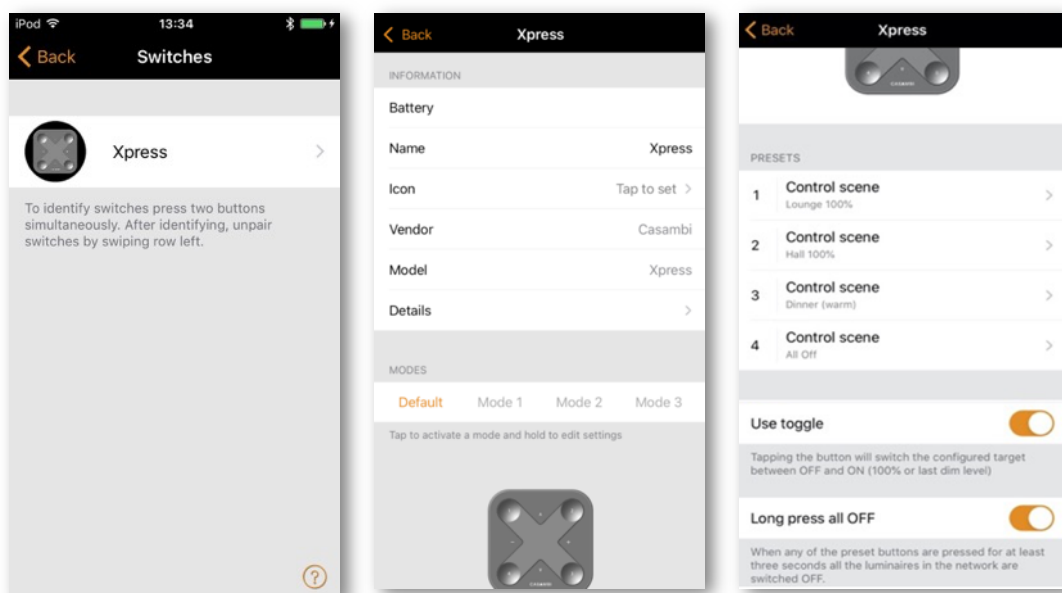 iPod 13:34
Back Switches
Xpress
To identify switches press two buttons
simultaneously. After identifying, unpair
switches by swiping row left.
?
Back Xpress
INFORMATION
Battery
Name Xpress
Icon Tap to set
Vendor Casambi
Model Xpress
Details
MODES
Default Mode 1 Mode 2 Mode 3
Tap to activate a mode and hold to edit settings
CASAMBI
Back Xpress
CASAMBI
PRESETS
1 Control scene
Lounge 100%
2 Control scene
Hall 100%
3 Control scene
Dinner (warm)
4 Control scene
All Off
Use toggle
Tapping the button will switch the configured target
between OFF and ON (100% or last dim level)
Long press all OFF
When any of the preset buttons are pressed for at least
three seconds all the luminaires in the network are
switched OFF.